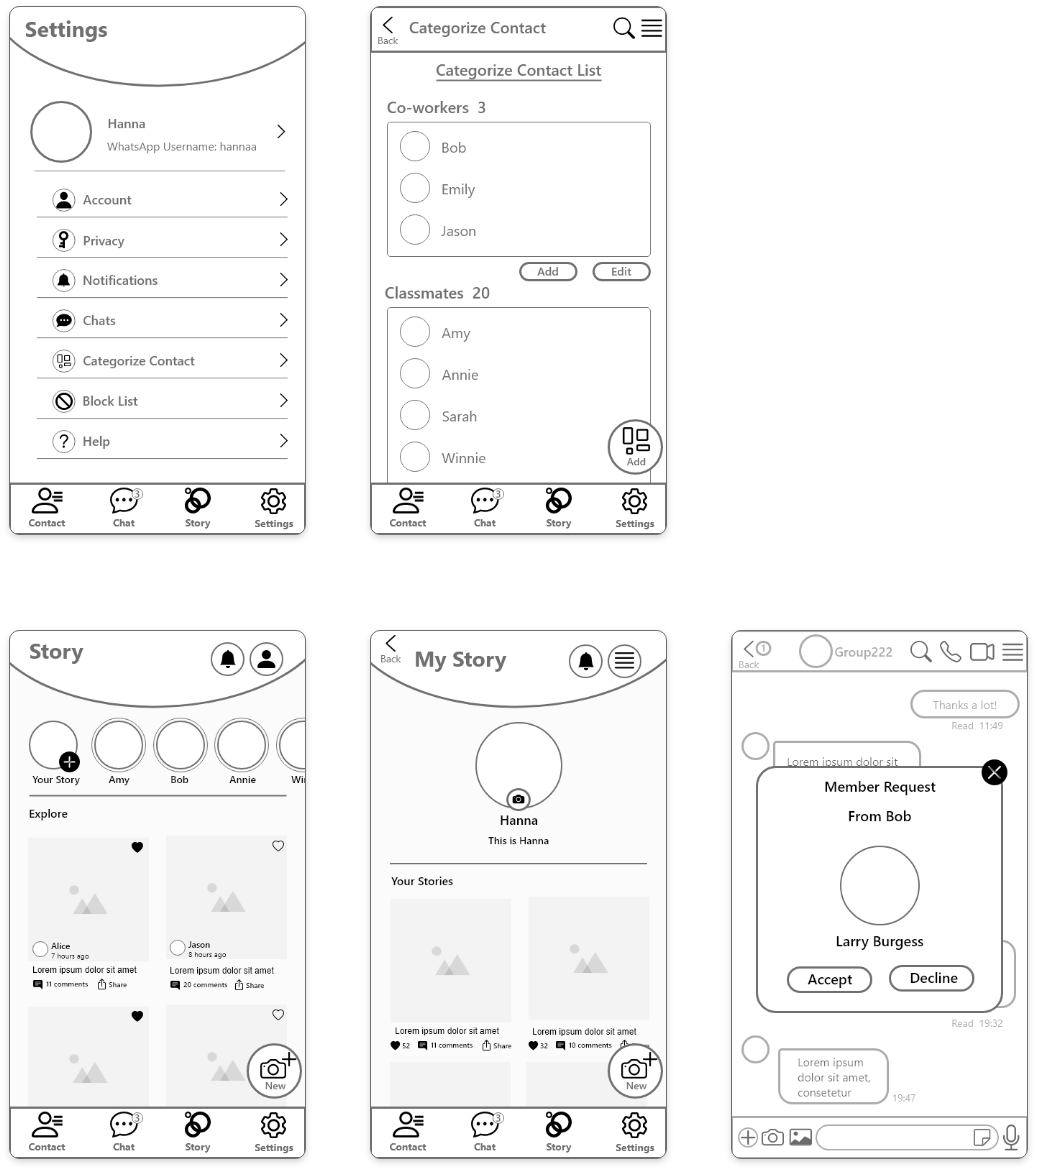 Settings
Hanna
WhatsApp Username: hannaa
Account
Privacy
Notifications
Chats
Categorize Contact
Block List
? Help
Contact
3
Chat
Story
Settings
Back
Categorize Contact
Categorize Contact List
Co-workers 3
Bob
Emily
Jason
Add Edit
Classmates 20
Amy
Annie
Sarah
Winnie
Add
Contact
3
Chat
Story
Settings
Story
Your Story Amy Bob Annie Wi
Explore
Alice
7 hours ago
Lorem ipsum dolor sit amet
11 comments Share
Jason
8 hours ago
Lorem ipsum dolor sit amet
20 comments Share
New
Contact
3
Chat
Story
Settings
Back
My Story
Hanna
This is Hanna
Your Stories
Lorem ipsum dolor sit amet
52 11 comments Share
Lorem ipsum dolor sit amet
32 10 comments
New
Contact
3
Chat
Story
Settings
1
Back
Group222
Thanks a lot!
Read 11:49
Lorem ipsum dolor sit
Member Request
From Bob
Larry Burgess
Accept Decline
Read 19:32
Lorem ipsum
dolor sit amet,
consetetur
19:47